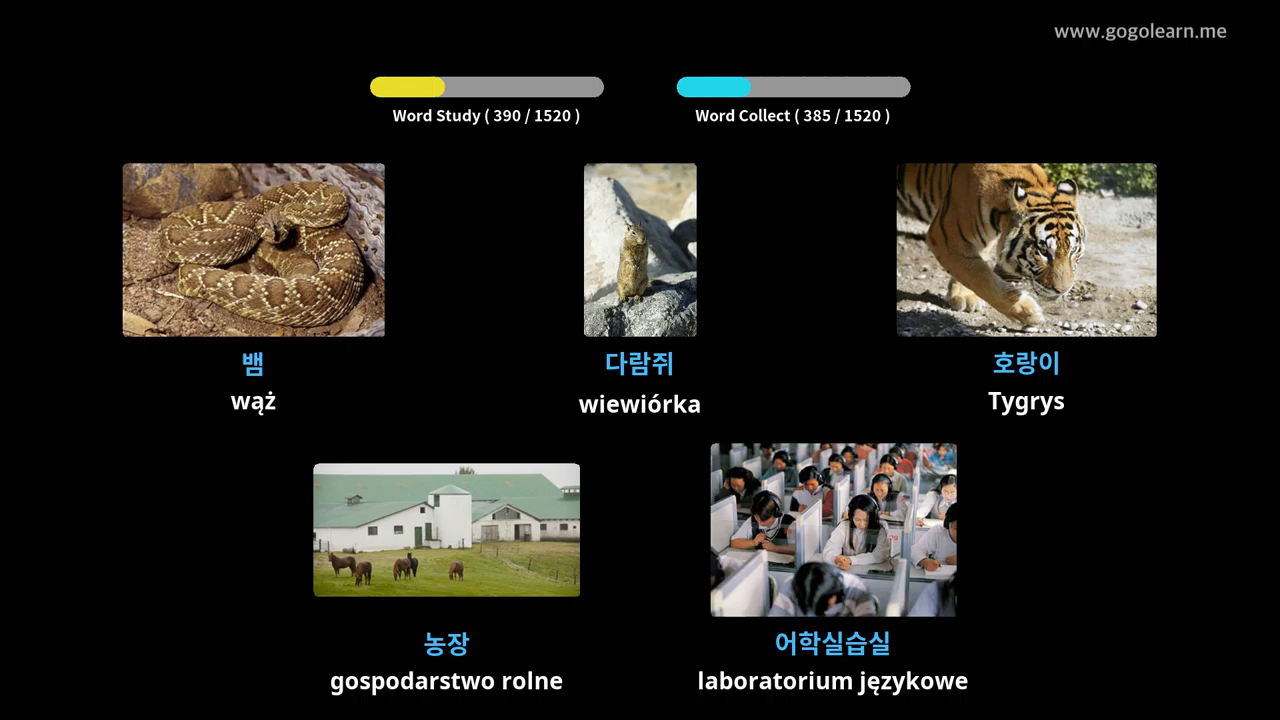 www.gogolearn.me
Word Study ( 390 / 1520 )
Word Collect ( 385 / 1520 )
뱀
다람쥐
호랑이
wąż
wiewiórka
Tygrys
농장
어학실습실
gospodarstwo rolne
laboratorium językowe